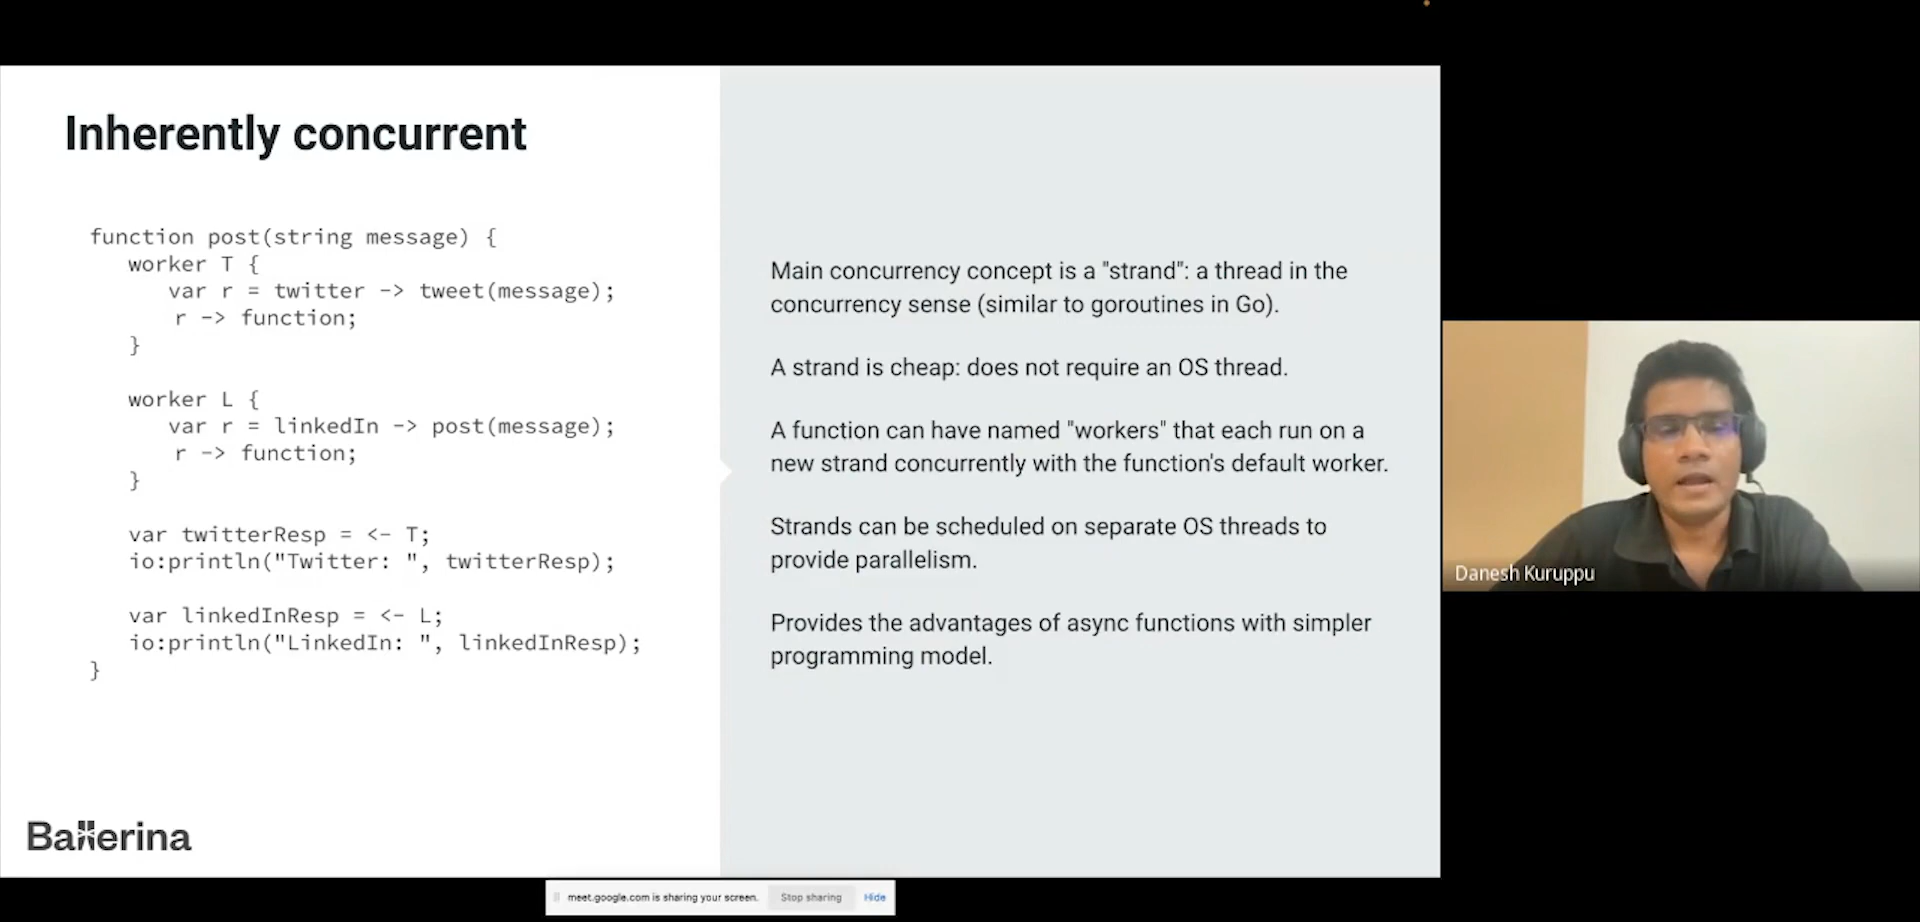 Inherently concurrent
function post(string message) {
worker T {
var r = twitter -> tweet(message);
r -> function;
}
worker L {
var r = linkedIn -> post(message);
r -> function;
}
var twitterResp = <- T;
io:println("Twitter: ", twitterResp);
var linkedInResp = <- L;
io:println("LinkedIn: ", linkedInResp);
}
Ballerina
Main concurrency concept is a "strand": a thread in the
concurrency sense (similar to goroutines in Go).
A strand is cheap: does not require an OS thread.
A function can have named "workers" that each run on a
new strand concurrently with the function's default worker.
Strands can be scheduled on separate OS threads to
provide parallelism.
Provides the advantages of async functions with simpler
programming model.
Danesh Kuruppu
meet.google.com is sharing your screen. Stop sharing Hide